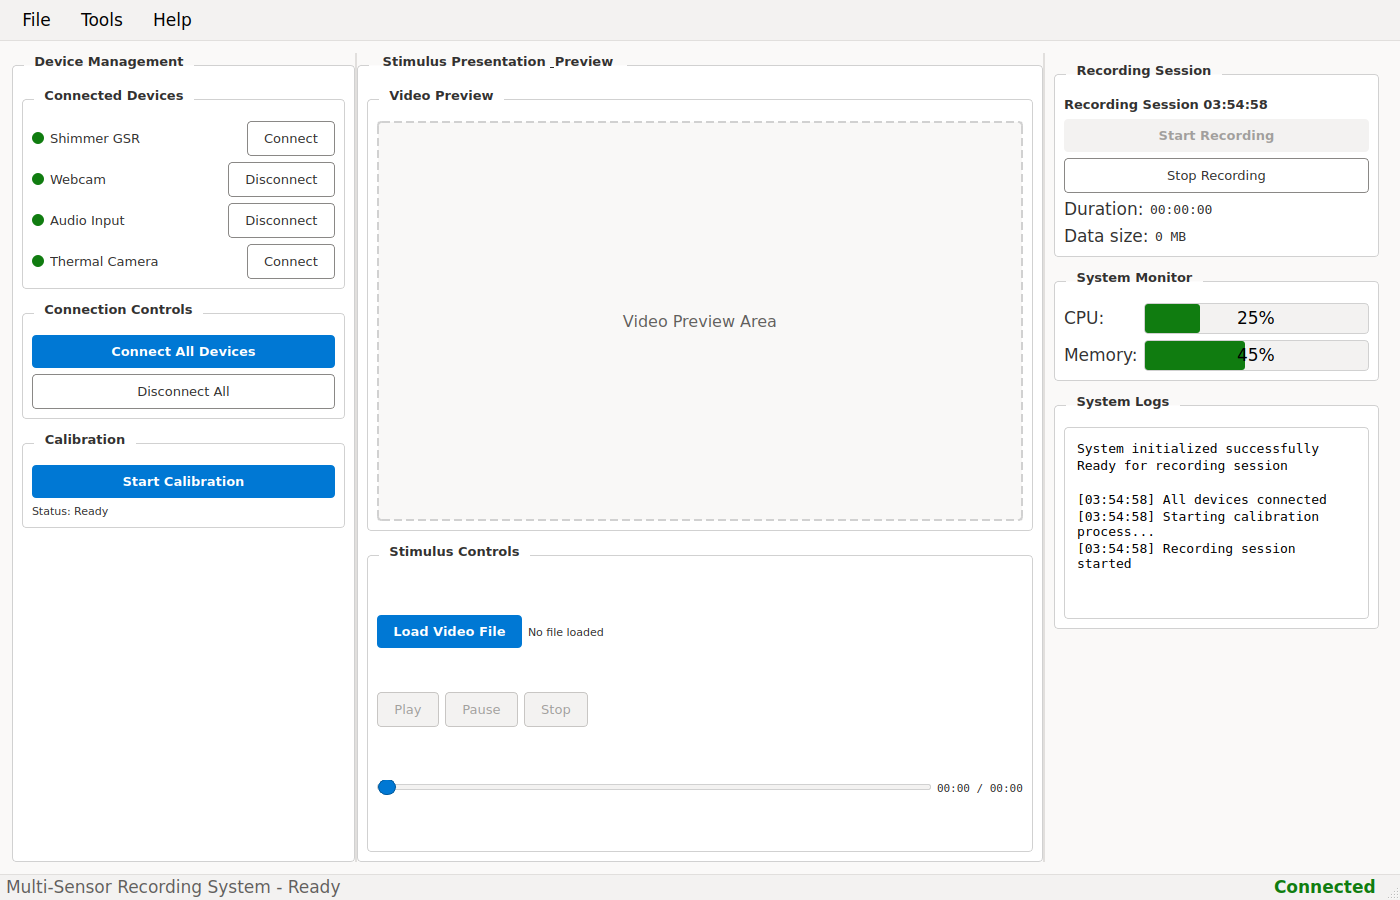 File Tools Help
Device Management
Connected Devices
Shimmer GSR Connect
Webcam Disconnect
Audio Input Disconnect
Thermal Camera Connect
Connection Controls
Connect All Devices
Disconnect All
Calibration
Start Calibration
Status: Ready
Stimulus Presentation _Preview
Video Preview
Video Preview Area
Stimulus Controls
Load Video File No file loaded
Play Pause Stop
00:00 / 00:00
Recording Session
Recording Session 03:54:58
Start Recording
Stop Recording
Duration: 00:00:00
Data size: 0 MB
System Monitor
CPU: 25%
Memory: 45%
System Logs
System initialized successfully
Ready for recording session
[03:54:58] All devices connected
[03:54:58] Starting calibration
process...
[03:54:58] Recording session
started
Multi-Sensor Recording System - Ready
Connected